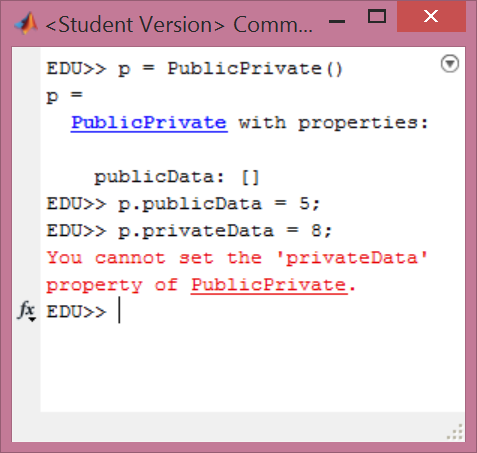 <Student Version> Comm...
EDU>> p = PublicPrivate()
p =
PublicPrivate with properties:
publicData: []
EDU>> p.publicData = 5;
EDU>> p.privateData = 8;
You cannot set the 'privateData'
property of PublicPrivate.
fx EDU>>